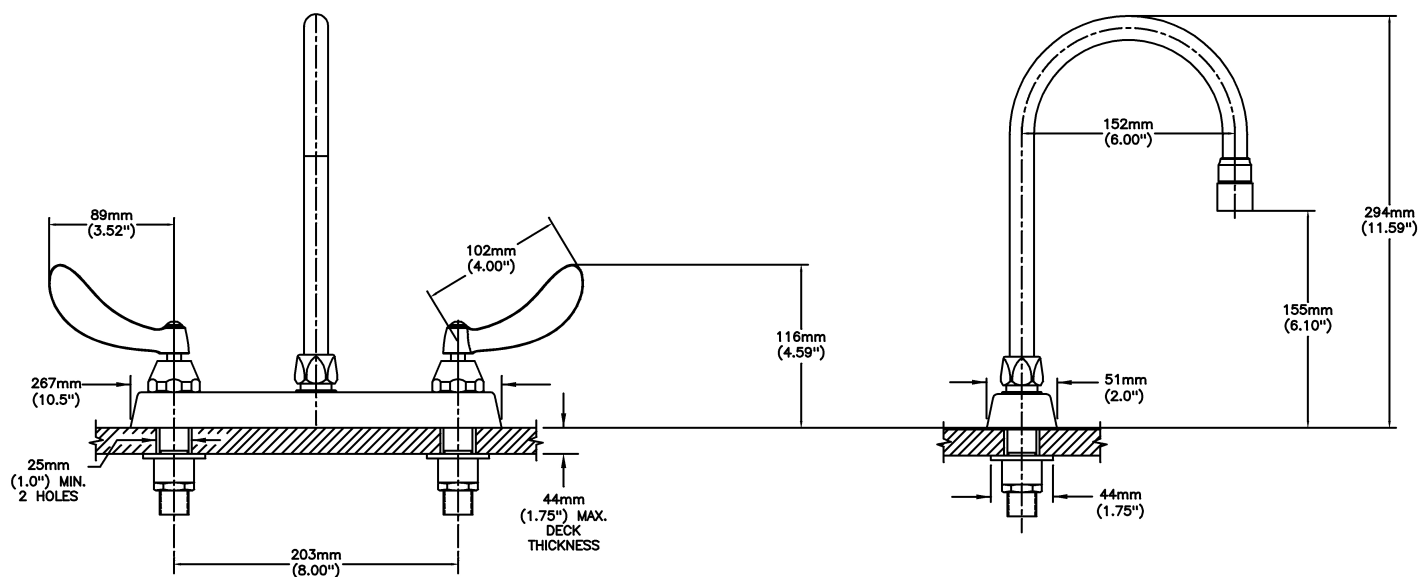 89mm
(3.52")
102mm
(4.00")
116mm
(4.59")
267mm
(10.5")
25mm
(1.0") MIN.
2 HOLES
44mm
(1.75") MAX.
DECK
THICKNESS
203mm
(8.00")
152mm
(6.00")
294mm
(11.59")
155mm
(6.10")
51mm
(2.0")
44mm
(1.75")